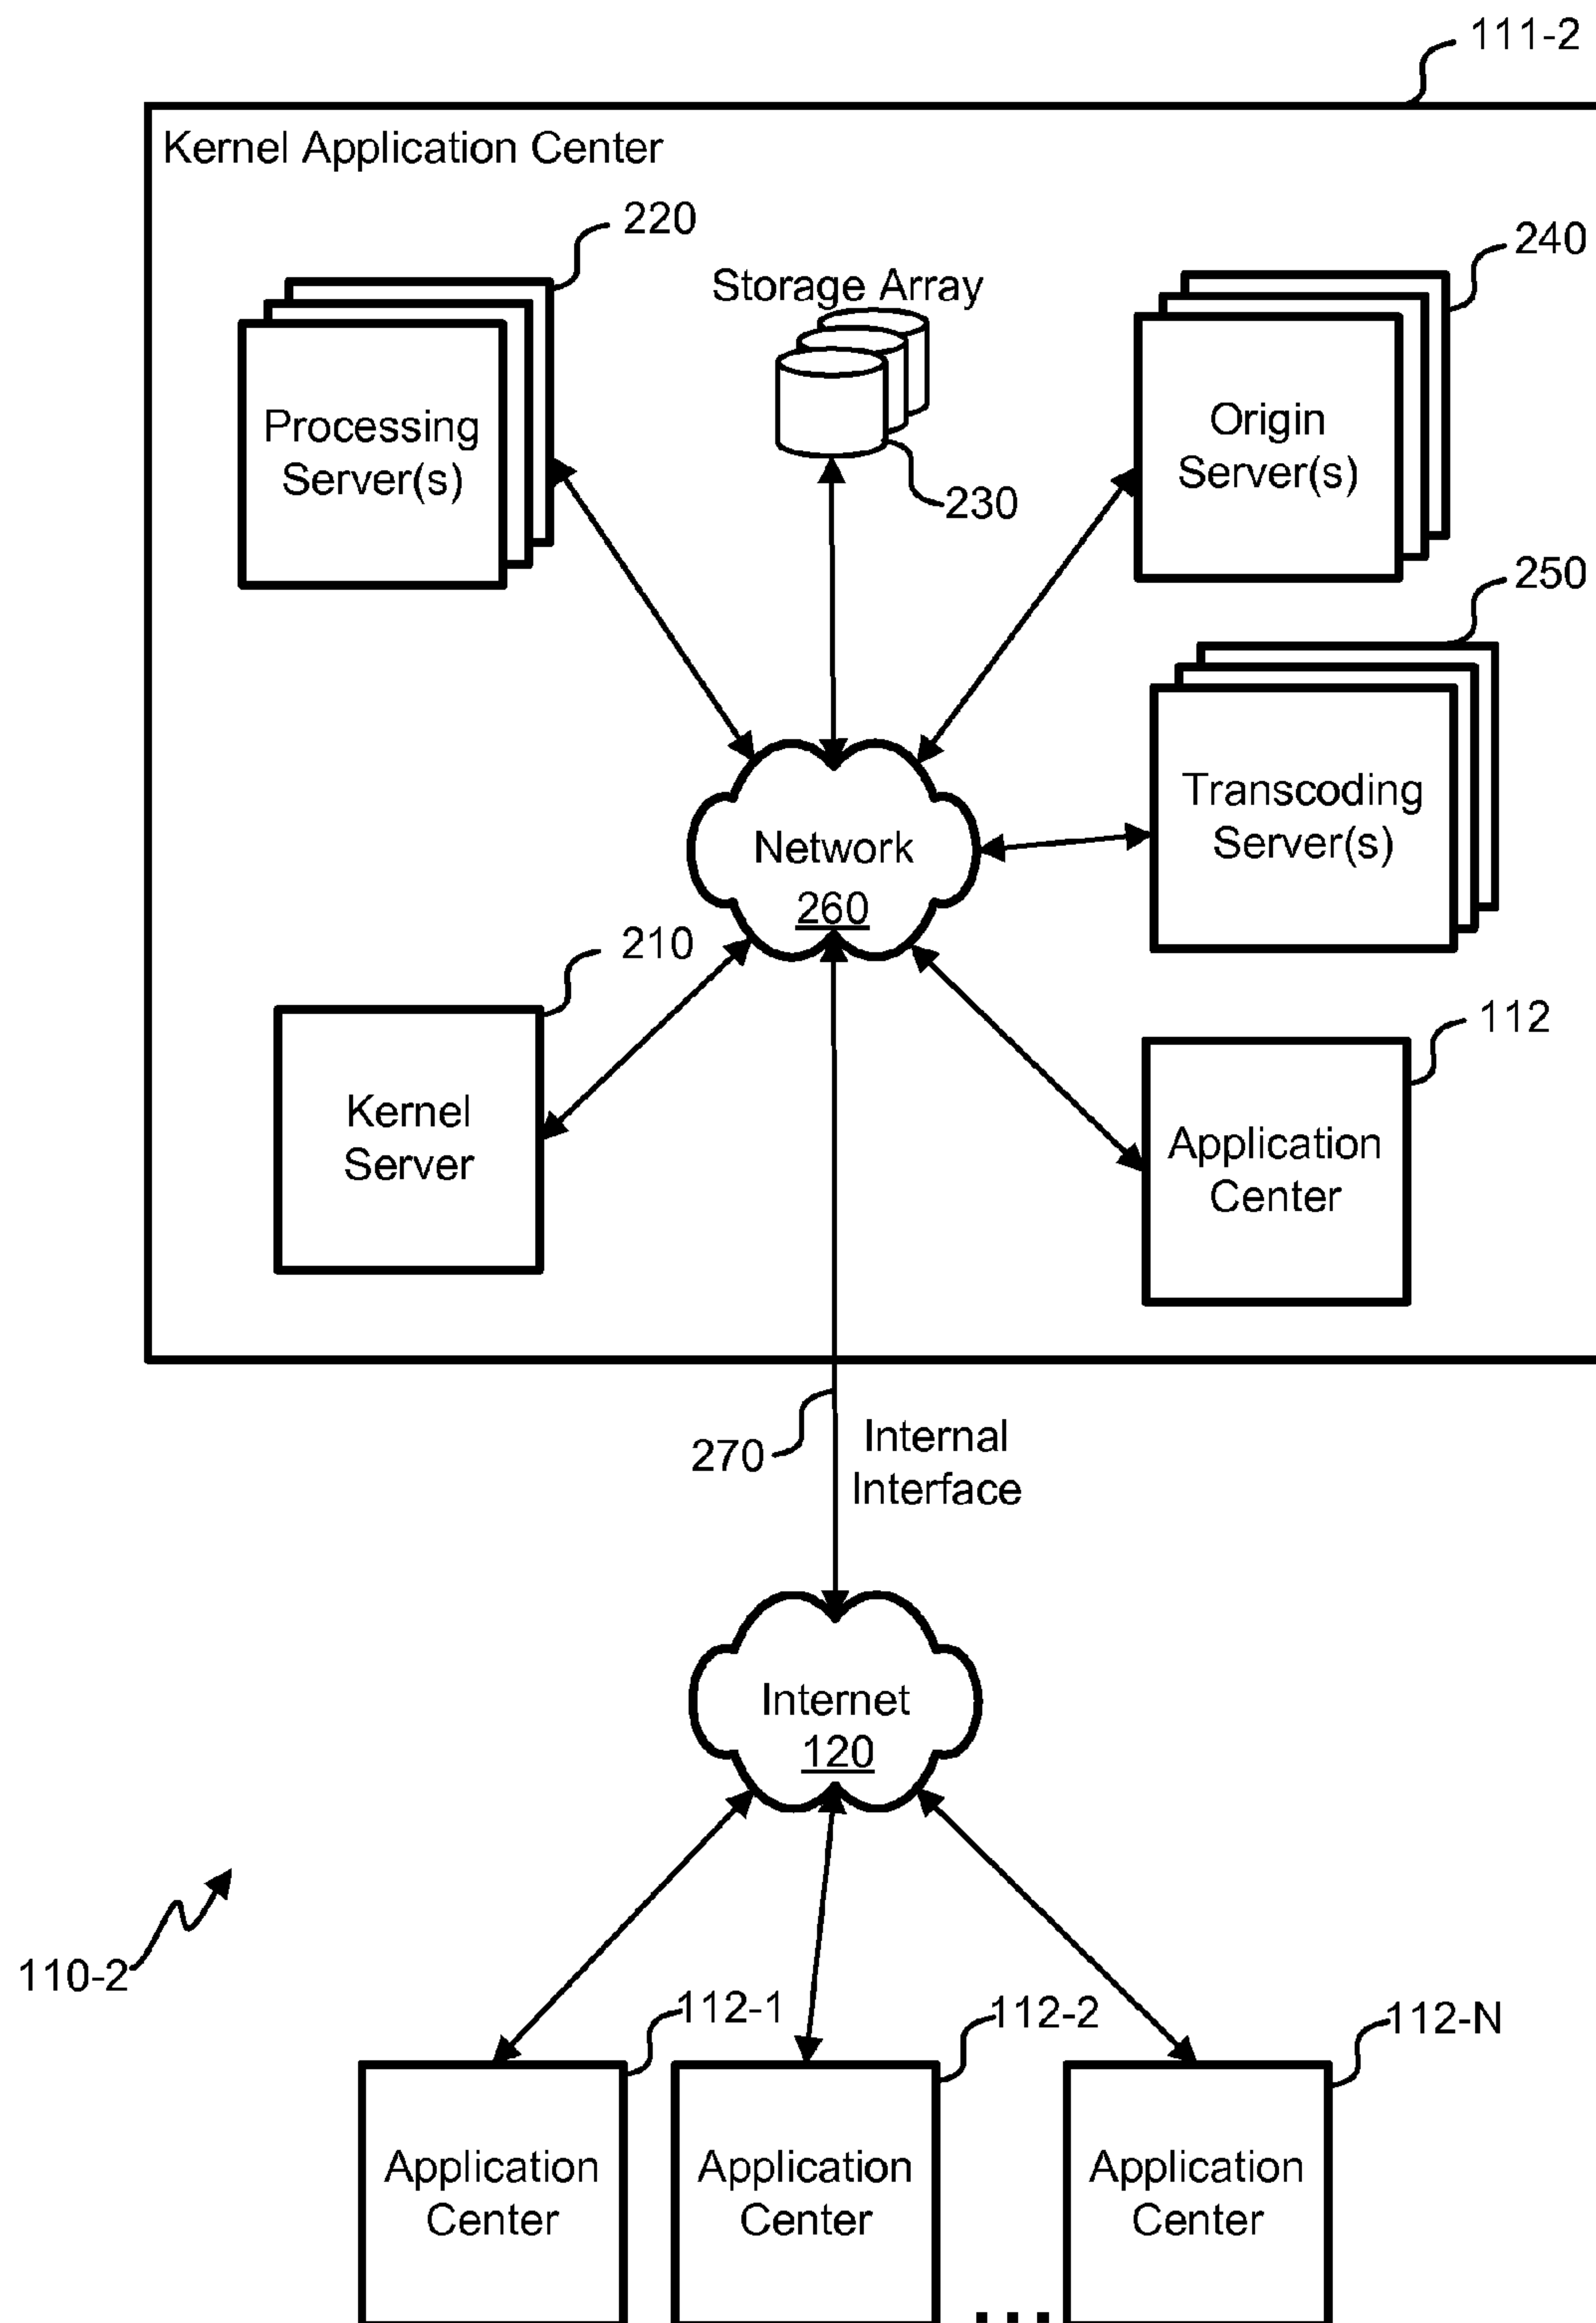 111-2
Kernel Application Center
220
240
Storage Array
Processing
Server(s)
Origin
Server(s)
230
250
Transcoding
Server(s)
Network
260
210
112
Kernel
Server
Application
Center
270
Internal
Interface
Internet
120
110-2
112-1
112-2
112-N
Application
Center
Application
Center
...
Application
Center